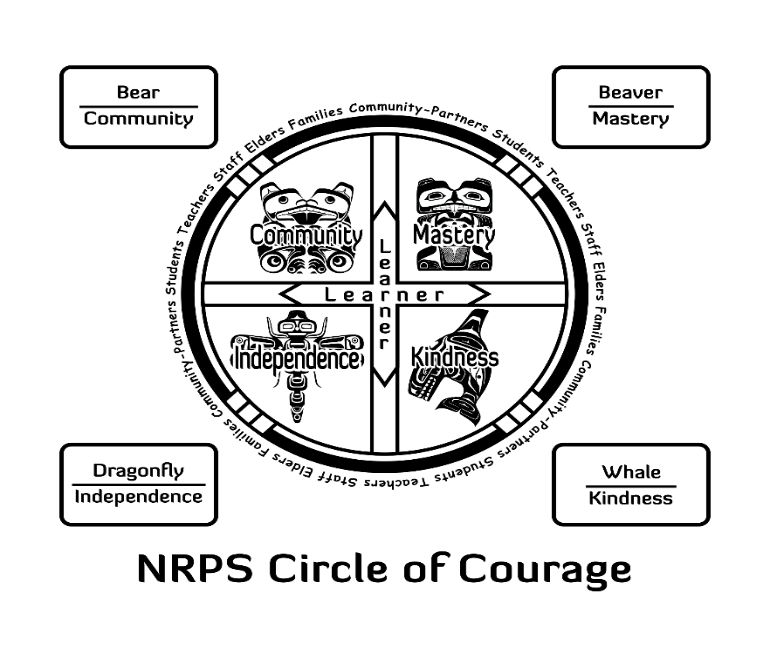 Bear
Community
Beaver
Mastery
Students Teachers Staff Elders Families Community-Partners Students Teachers Staff Elders Families Community-Partners Students Teachers Staff Elders Families Community-Partners
Community
Mastery
Learner
Learner
Independence
Kindness
Dragonfly
Independence
Whale
Kindness
NRPS Circle of Courage